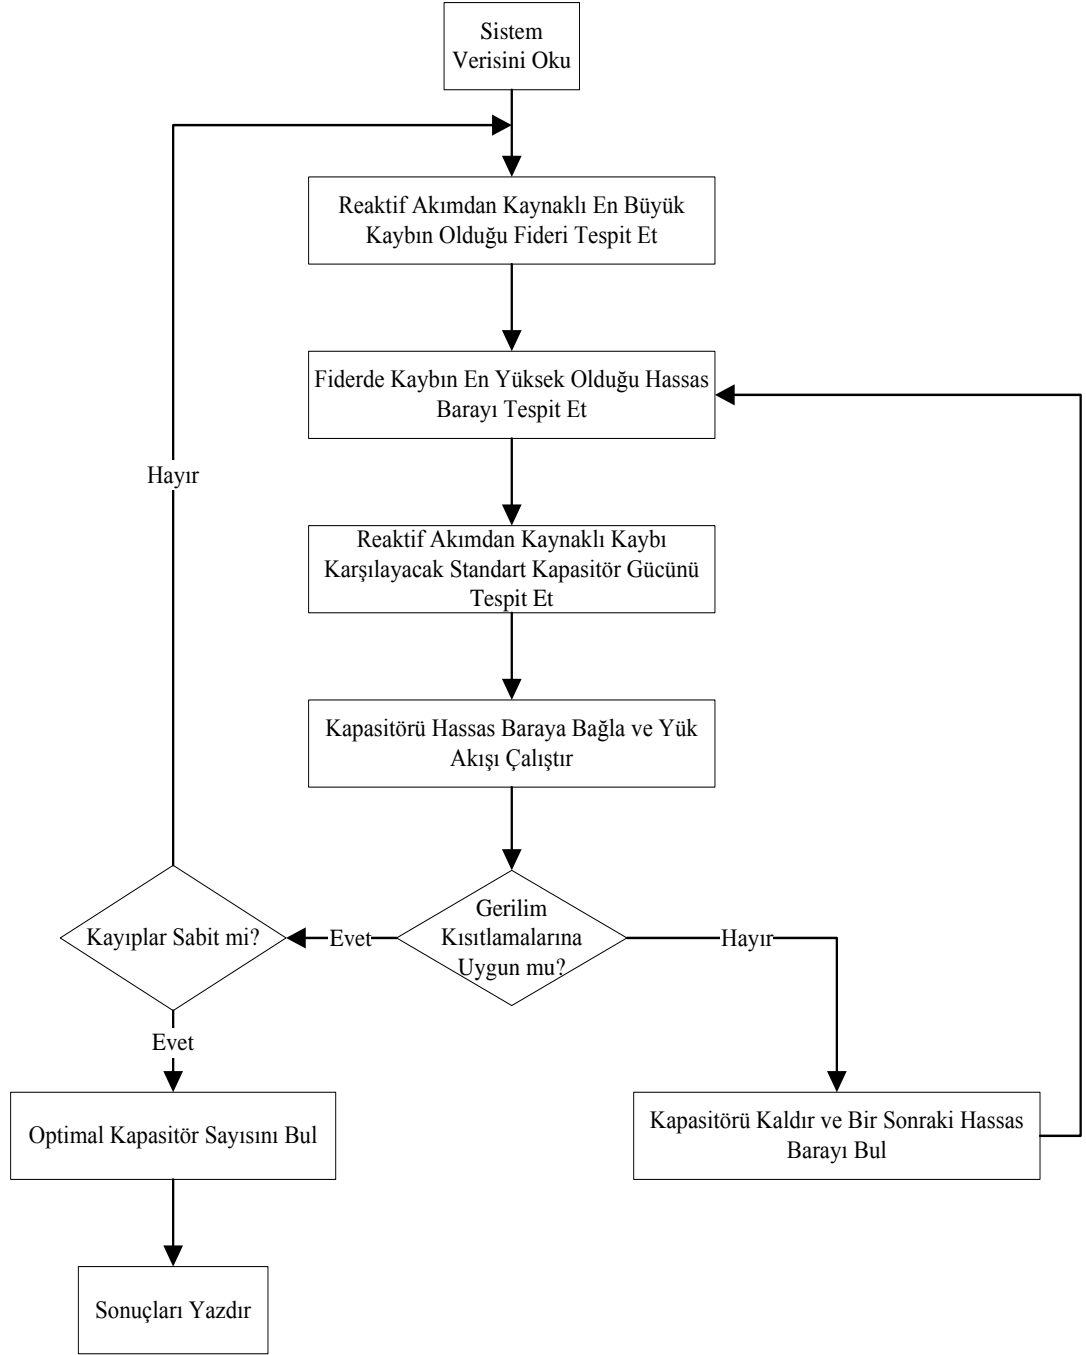 Sistem
Verisini Oku
Reaktif Akımdan Kaynaklı En Büyük
Kaybın Olduğu Fideri Tespit Et
Fiderde Kaybın En Yüksek Olduğu Hassas
Barayı Tespit Et
Hayır
Reaktif Akımdan Kaynaklı Kaybı
Karşılayacak Standart Kapasitör Gücünü
Tespit Et
Kapasitörü Hassas Baraya Bağla ve Yük
Akışı Çalıştır
Kayıplar Sabit mi?
Evet
Gerilim
Kısıtlamalarına
Uygun mu?
Hayır
Evet
Optimal Kapasitör Sayısını Bul
Kapasitörü Kaldır ve Bir Sonraki Hassas
Barayı Bul
Sonuçları Yazdır